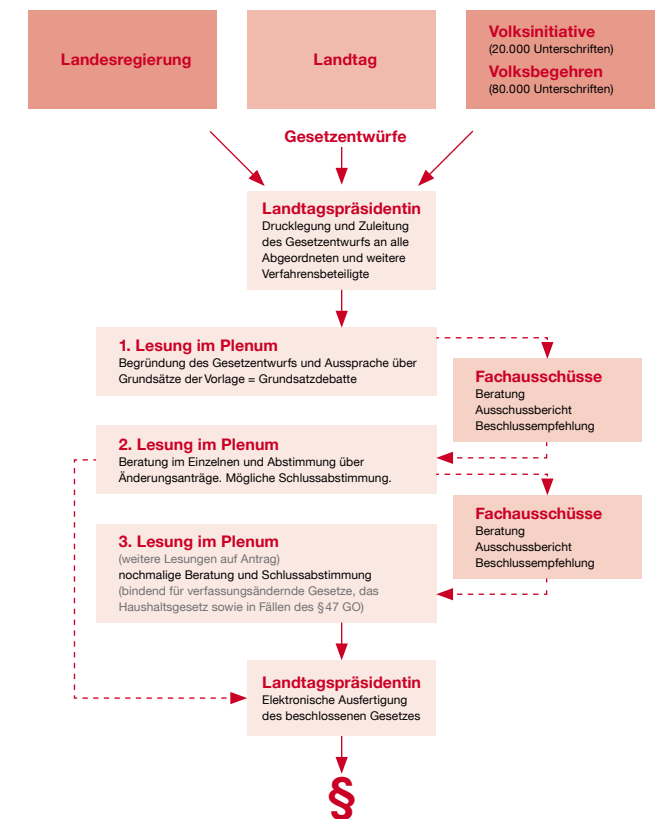 Landesregierung
Landtag
Volksinitiative
(20.000 Unterschriften)
Volksbegehren
(80.000 Unterschriften)
Gesetzentwürfe
Landtagspräsidentin
Drucklegung und Zuleitung
des Gesetzentwurfs an alle
Abgeordneten und weitere
Verfahrensbeteiligte
1. Lesung im Plenum
Begründung des Gesetzentwurfs und Aussprache über
Grundsätze der Vorlage = Grundsatzdebatte
Fachausschüsse
Beratung
Ausschussbericht
Beschlussempfehlung
2. Lesung im Plenum
Beratung im Einzelnen und Abstimmung über
Änderungsanträge. Mögliche Schlussabstimmung.
Fachausschüsse
Beratung
Ausschussbericht
Beschlussempfehlung
3. Lesung im Plenum
(weitere Lesungen auf Antrag)
nochmalige Beratung und Schlussabstimmung
(bindend für verfassungsändernde Gesetze, das
Haushaltsgesetz sowie in Fällen des §47 GO)
Landtagspräsidentin
Elektronische Ausfertigung
des beschlossenen Gesetzes
§